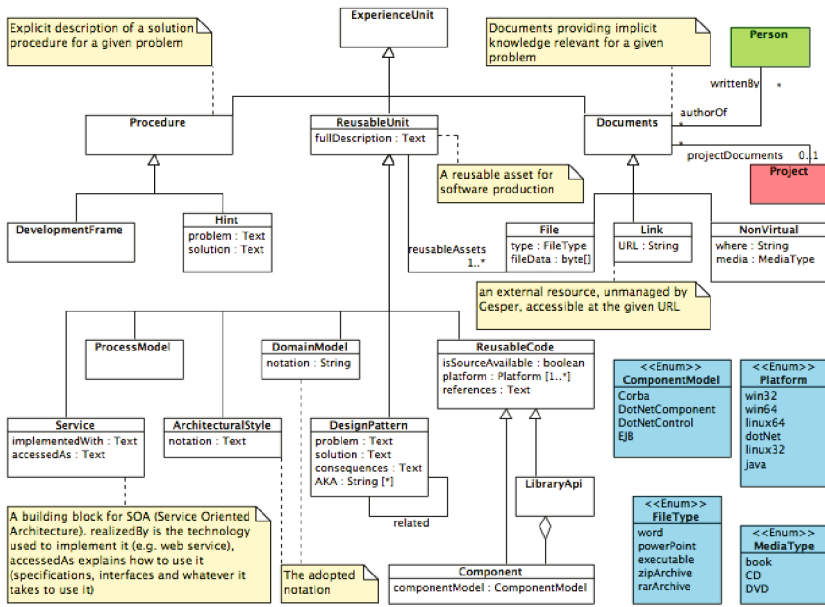 Explicit description of a solution
procedure for a given problem
ExperienceUnit
Documents providing implicit
knowledge relevant for a given
problem
Person
writtenBy *
authorOf
*
Procedure
ReusableUnit
fullDescription : Text
Documents
*
projectDocuments 0..1
Project
A reusable asset for
software production
DevelopmentFrame
Hint
problem : Text
solution : Text
reusableAssets
1..*
File
type : FileType
fileData : byte[]
Link
URL : String
NonVirtual
where : String
media : MediaType
an external resource, unmanaged by
Gesper, accessible at the given URL
ProcessModel
DomainModel
notation : String
ReusableCode
isSourceAvailable : boolean
platform : Platform [1..*]
references : Text
<<Enum>>
ComponentModel
Corba
DotNetComponent
DotNetControl
EJB
<<Enum>>
Platform
win32
win64
linux64
dotNet
linux32
java
Service
implementedWith : Text
accessedAs : Text
ArchitecturalStyle
notation : Text
DesignPattern
problem : Text
solution : Text
consequences : Text
AKA : String [*]
related
LibraryApi
A building block for SOA (Service Oriented
Architecture). realizedBy is the technology
used to implement it (e.g. web service),
accessedAs explains how to use it
(specifications, interfaces and whatever it
takes to use it)
The adopted
notation
Component
componentModel : ComponentModel
<<Enum>>
FileType
word
powerPoint
executable
zipArchive
rarArchive
<<Enum>>
MediaType
book
CD
DVD